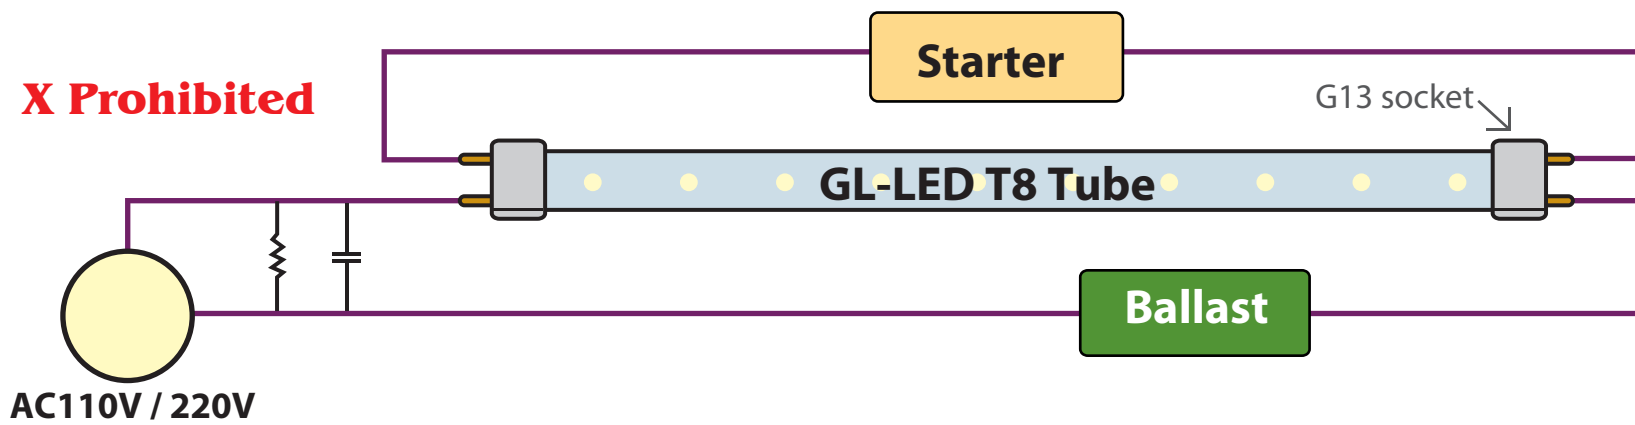 Starter
X Prohibited
G13 socket
GL-LED T8 Tube
Ballast
AC110V / 220V